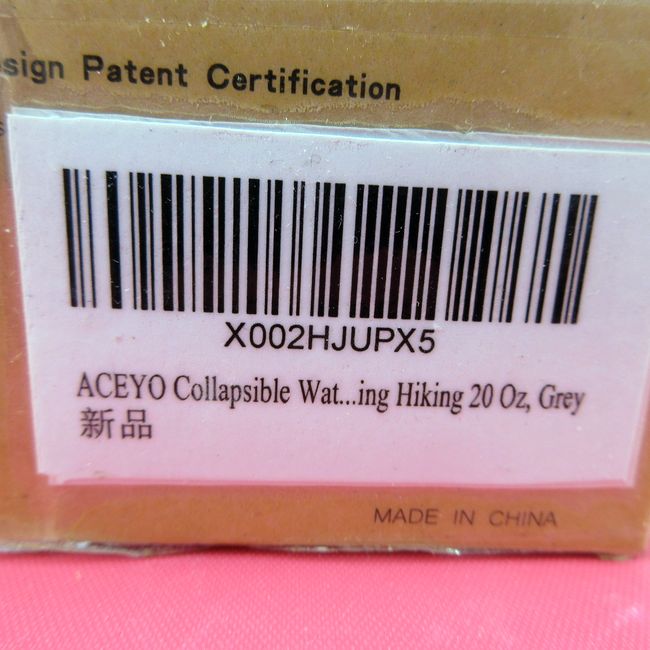 sign Patent Certification
X002HJUPX5
ACEYO Collapsible Wat...ing Hiking 20 Oz, Grey
新品
MADE IN CHINA